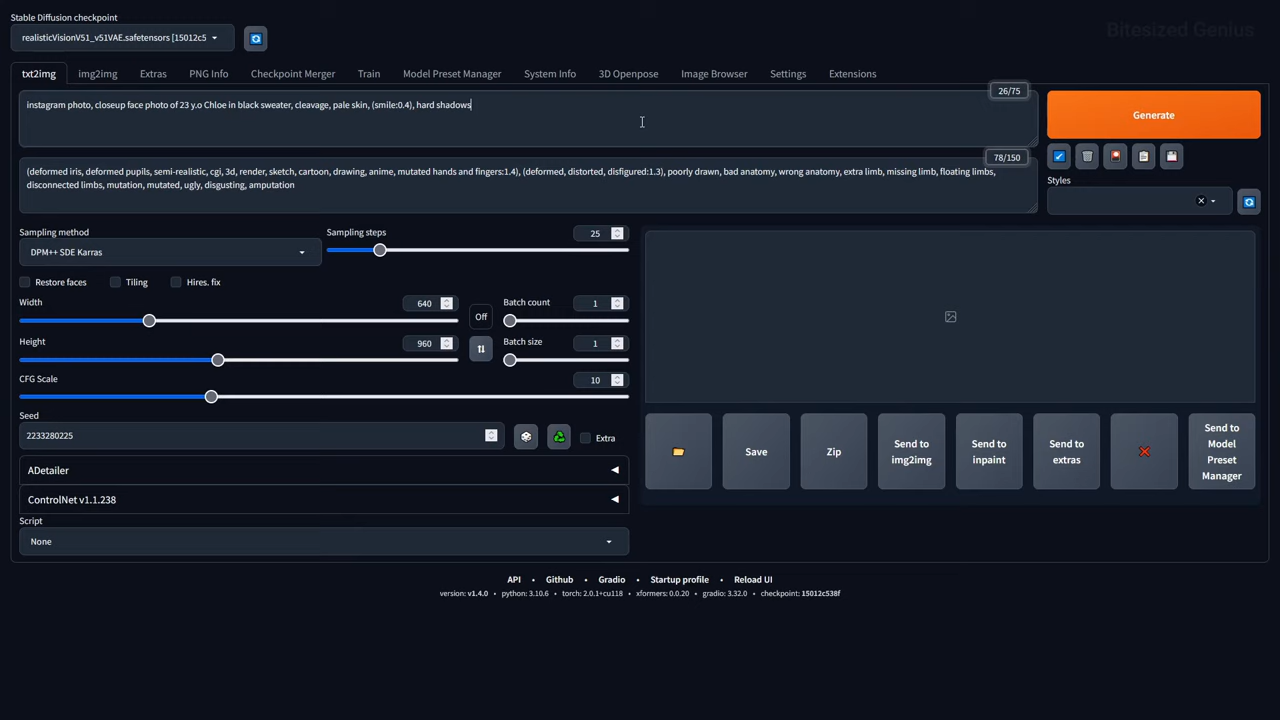 Bitesized Genius
Stable Diffusion checkpoint
realisticVisionV51_v51VAE.safetensors [15012c5
txt2img
img2img
Extras
PNG Info
Checkpoint Merger
Train
Model Preset Manager
System Info
3D Openpose
Image Browser
Settings
Extensions
26/75
instagram photo, closeup face photo of 23 y.o Chloe in black sweater, cleavage, pale skin, (smile:0.4), hard shadows
Generate
78/150
(deformed iris, deformed pupils, semi-realistic, cgi, 3d, render, sketch, cartoon, drawing, anime, mutated hands and fingers:1.4), (deformed, distorted, disfigured:1.3), poorly drawn, bad anatomy, wrong anatomy, extra limb, missing limb, floating limbs,
disconnected limbs, mutation, mutated, ugly, disgusting, amputation
Styles
Sampling method
DPM++ SDE Karras
Sampling steps
25
Restore faces
Tiling
Hires. fix
Width
640
Off
Batch count
1
Height
960
Batch size
1
CFG Scale
10
Seed
2233280225
Extra
ADetailer
ControlNet v1.1.238
Script
None
Save
Zip
Send to
img2img
Send to
inpaint
Send to
extras
Send to
Model
Preset
Manager
API • Github • Gradio • Startup profile • Reload UI
version: v1.4.0 • python: 3.10.6 • torch: 2.0.1+cu118 • xformers: 0.0.20 • gradio: 3.32.0 • checkpoint: 15012c538f